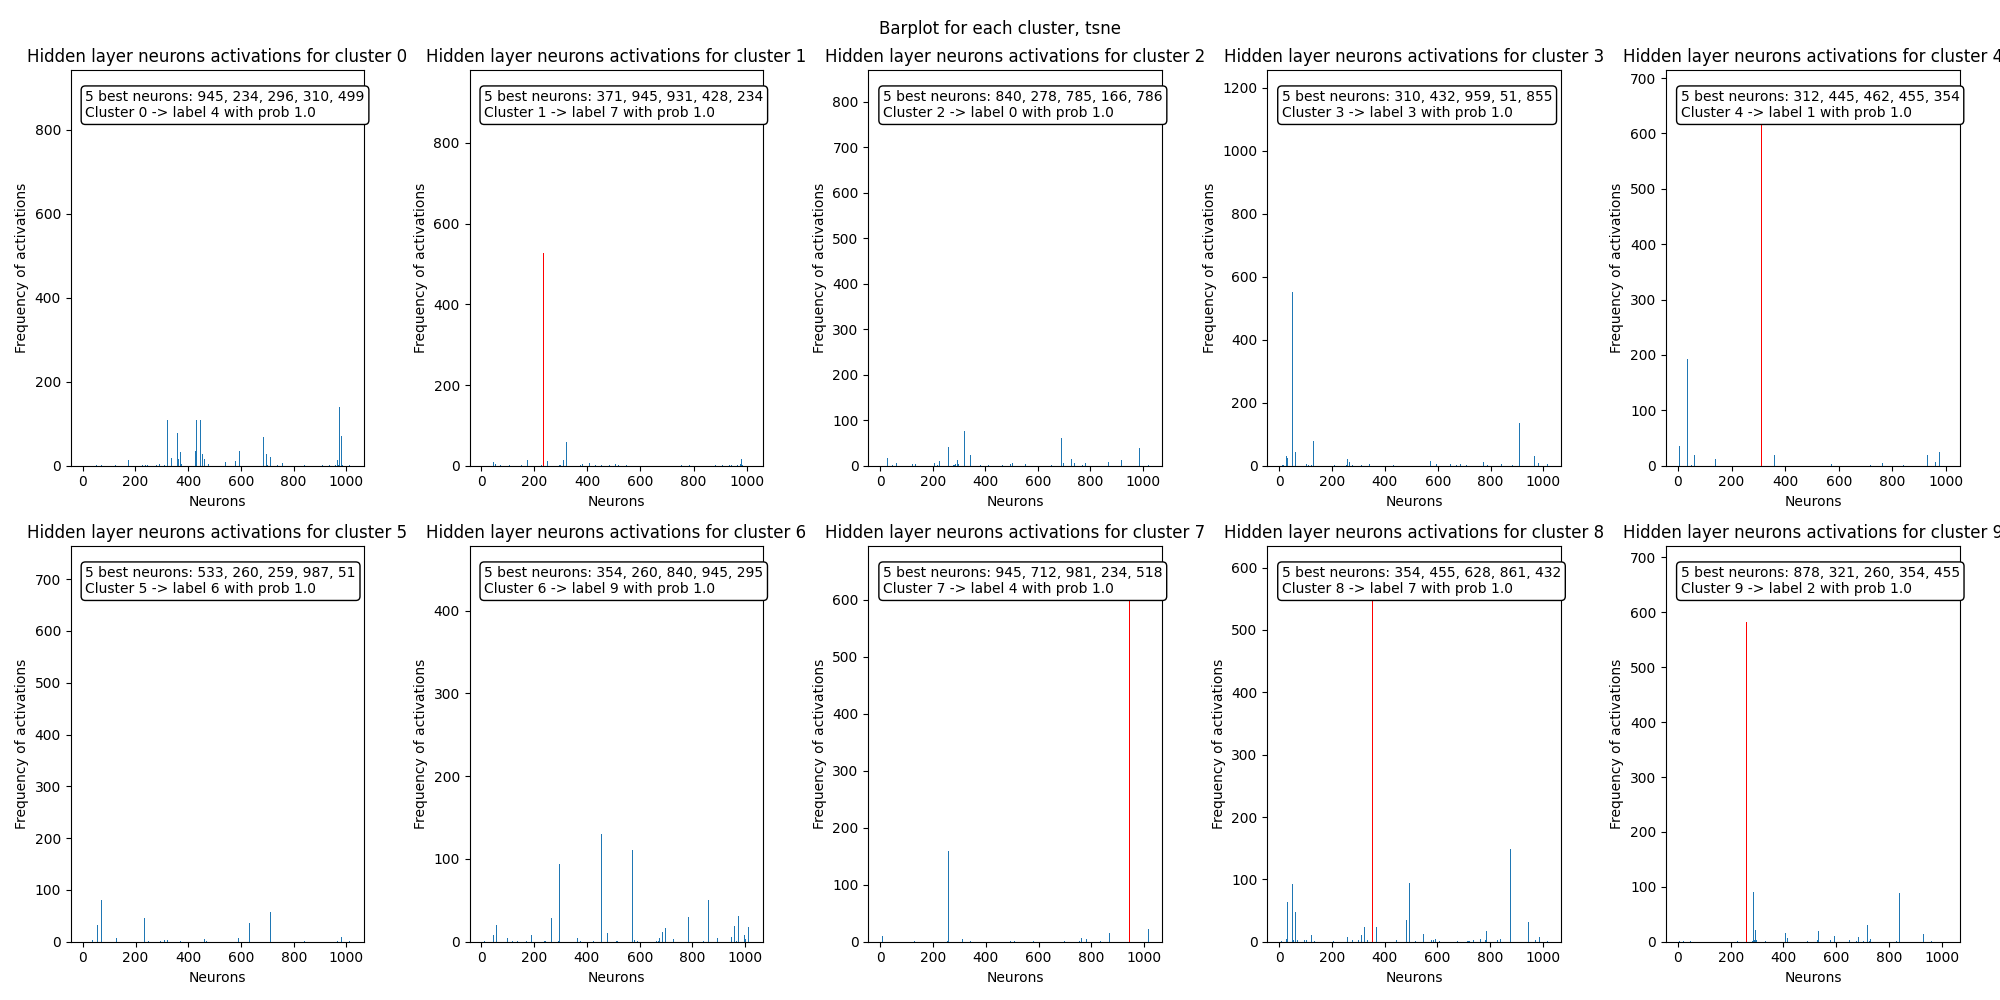 Barplot for each cluster, tsne
Hidden layer neurons activations for cluster 0
5 best neurons: 945, 234, 296, 310, 499
Cluster 0 -> label 4 with prob 1.0
Frequency of activations
0
200
400
600
800
0 200 400 600 800 1000
Neurons
Hidden layer neurons activations for cluster 1
5 best neurons: 371, 945, 931, 428, 234
Cluster 1 -> label 7 with prob 1.0
Frequency of activations
0
200
400
600
800
0 200 400 600 800 1000
Neurons
Hidden layer neurons activations for cluster 2
5 best neurons: 840, 278, 785, 166, 786
Cluster 2 -> label 0 with prob 1.0
Frequency of activations
0
100
200
300
400
500
600
700
800
0 200 400 600 800 1000
Neurons
Hidden layer neurons activations for cluster 3
5 best neurons: 310, 432, 959, 51, 855
Cluster 3 -> label 3 with prob 1.0
Frequency of activations
0
200
400
600
800
1000
1200
0 200 400 600 800 1000
Neurons
Hidden layer neurons activations for cluster 4
5 best neurons: 312, 445, 462, 455, 354
Cluster 4 -> label 1 with prob 1.0
Frequency of activations
0
100
200
300
400
500
600
700
0 200 400 600 800 1000
Neurons
Hidden layer neurons activations for cluster 5
5 best neurons: 533, 260, 259, 987, 51
Cluster 5 -> label 6 with prob 1.0
Frequency of activations
0
100
200
300
400
500
600
700
0 200 400 600 800 1000
Neurons
Hidden layer neurons activations for cluster 6
5 best neurons: 354, 260, 840, 945, 295
Cluster 6 -> label 9 with prob 1.0
Frequency of activations
0
100
200
300
400
0 200 400 600 800 1000
Neurons
Hidden layer neurons activations for cluster 7
5 best neurons: 945, 712, 981, 234, 518
Cluster 7 -> label 4 with prob 1.0
Frequency of activations
0
100
200
300
400
500
600
0 200 400 600 800 1000
Neurons
Hidden layer neurons activations for cluster 8
5 best neurons: 354, 455, 628, 861, 432
Cluster 8 -> label 7 with prob 1.0
Frequency of activations
0
100
200
300
400
500
600
0 200 400 600 800 1000
Neurons
Hidden layer neurons activations for cluster 9
5 best neurons: 878, 321, 260, 354, 455
Cluster 9 -> label 2 with prob 1.0
Frequency of activations
0
100
200
300
400
500
600
700
0 200 400 600 800 1000
Neurons